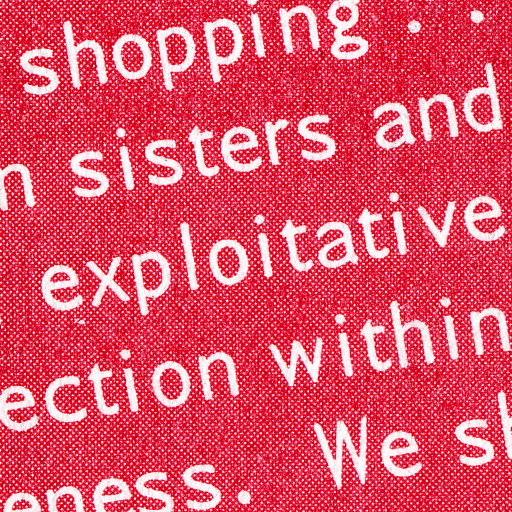 shopping . .
n sisters and
exploitative
ection within
eness. We sh